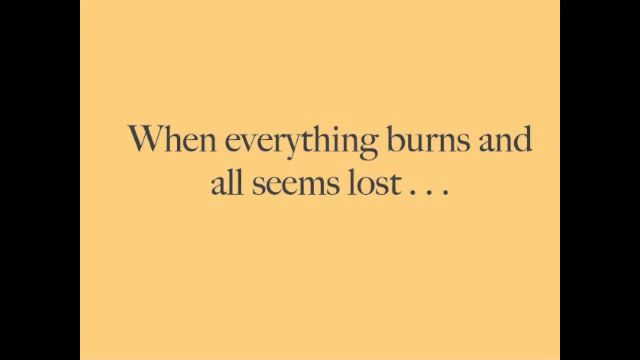 When everything burns and
all seems lost . . .